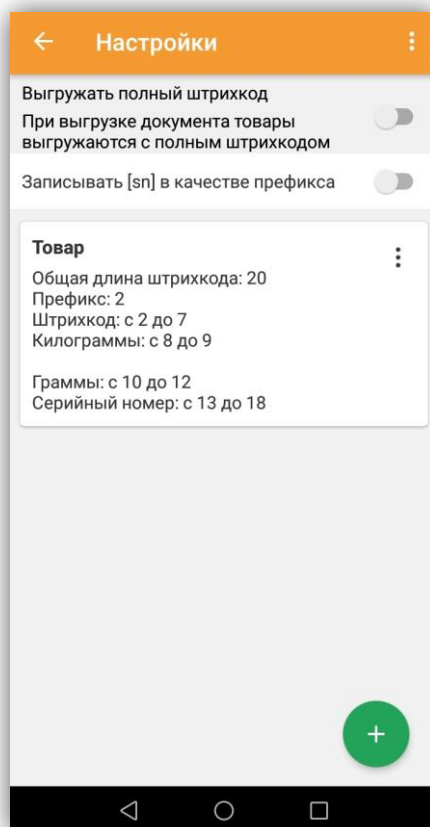 Настройки
Выгружать полный штрихкод
При выгрузке документа товары
выгружаются с полным штрихкодом
Записывать [sn] в качестве префикса
Товар
Общая длина штрихкода: 20
Префикс: 2
Штрихкод: с 2 до 7
Килограммы: с 8 до 9
Граммы: с 10 до 12
Серийный номер: с 13 до 18